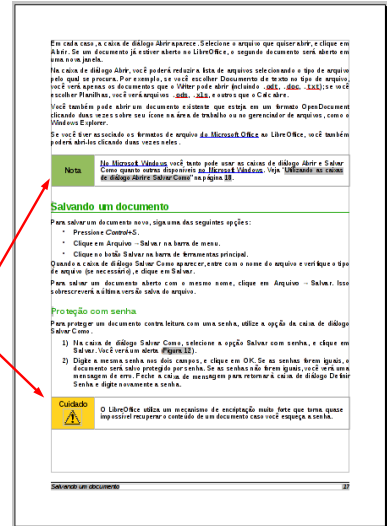 Em cada caso, a caixa de diálogo Abrir aparece. Selecione o arquivo que quiser abrir, e clique em
Abrir. Se um documento já estiver aberto no LibreOffice, o segundo documento será aberto em
uma nova janela.
Na caixa de diálogo Abrir, você poderá reduzir a lista de arquivos selecionando o tipo de arquivo
pelo qual se procura. Por exemplo, se você escolher Documento de texto no tipo de arquivo,
você verá apenas os documentos que o Writer pode abrir (incluindo .odt, .doc, .txt); se você
escolher Planilhas, você verá arquivos .ods, .xls, e outros que o Calc abre.
Você também pode abrir um documento existente que esteja em um formato OpenDocument
clicando duas vezes sobre seu ícone na área de trabalho ou no gerenciador de arquivos, como o
Windows Explorer.
Se você tiver associado os formatos de arquivo do Microsoft Office ao LibreOffice, você também
poderá abri-los clicando duas vezes neles.
Nota
No Microsoft Windows você tanto pode usar as caixas de diálogo Abrir e Salvar
Como quanto outras disponíveis no Microsoft Windows. Veja "Utilizando as caixas
de diálogo Abrir e Salvar Como" na página 18.
Salvando um documento
Para salvar um documento novo, siga uma das seguintes opções:
• Pressione Control+S.
• Clique em Arquivo → Salvar na barra de menu.
• Clique no botão Salvar na barra de ferramentas principal.
Quando a caixa de diálogo Salvar Como aparecer, entre com o nome do arquivo e verifique o tipo
de arquivo (se necessário), e clique em Salvar.
Para salvar um documento aberto com o mesmo nome, clique em Arquivo → Salvar. Isso
sobrescreverá a última versão salva do arquivo.
Proteção com senha
Para proteger um documento contra leitura com uma senha, utilize a opção da caixa de diálogo
Salvar Como.
1) Na caixa de diálogo Salvar Como, selecione a opção Salvar com senha, e clique em
Salvar. Você verá um alerta (Figura 12).
2) Digite a mesma senha nos dois campos, e clique em OK. Se as senhas forem iguais, o
documento será salvo protegido por senha. Se as senhas não forem iguais, você verá uma
mensagem de erro. Feche a caixa de mensagem para retornar à caixa de diálogo Definir
Senha e digite novamente a senha.
Cuidado
O LibreOffice utiliza um mecanismo de encriptação muito forte que torna quase
impossível recuperar o conteúdo de um documento caso você esqueça a senha.
Salvando um documento 17